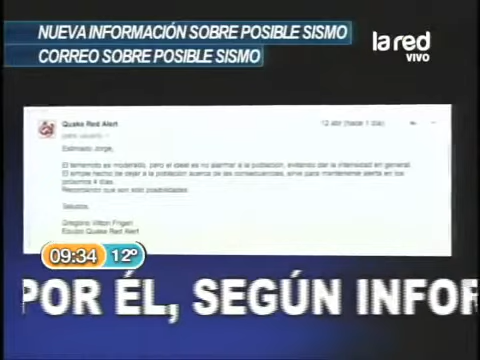 NUEVA INFORMACIÓN SOBRE POSIBLE SISMO
CORREO SOBRE POSIBLE SISMO
la red
VIVO
Quake Red Alert
12 abr (hace 1 día)
para usuario
Estimado Jorge,
El terremoto es moderado, pero el ideal es no alarmar a la población, evitando dar la intensidad en general.
El simple hecho de dejar a la población acerca de las consecuencias, sirve para mantenerse alerta en los
próximos 4 días.
Recordando que son solo posibilidades.
Saludos,
Gregorio Vilton Frigeri
Equipo Quake Red Alert
09:34 12º
POR ÉL, SEGÚN INFOR